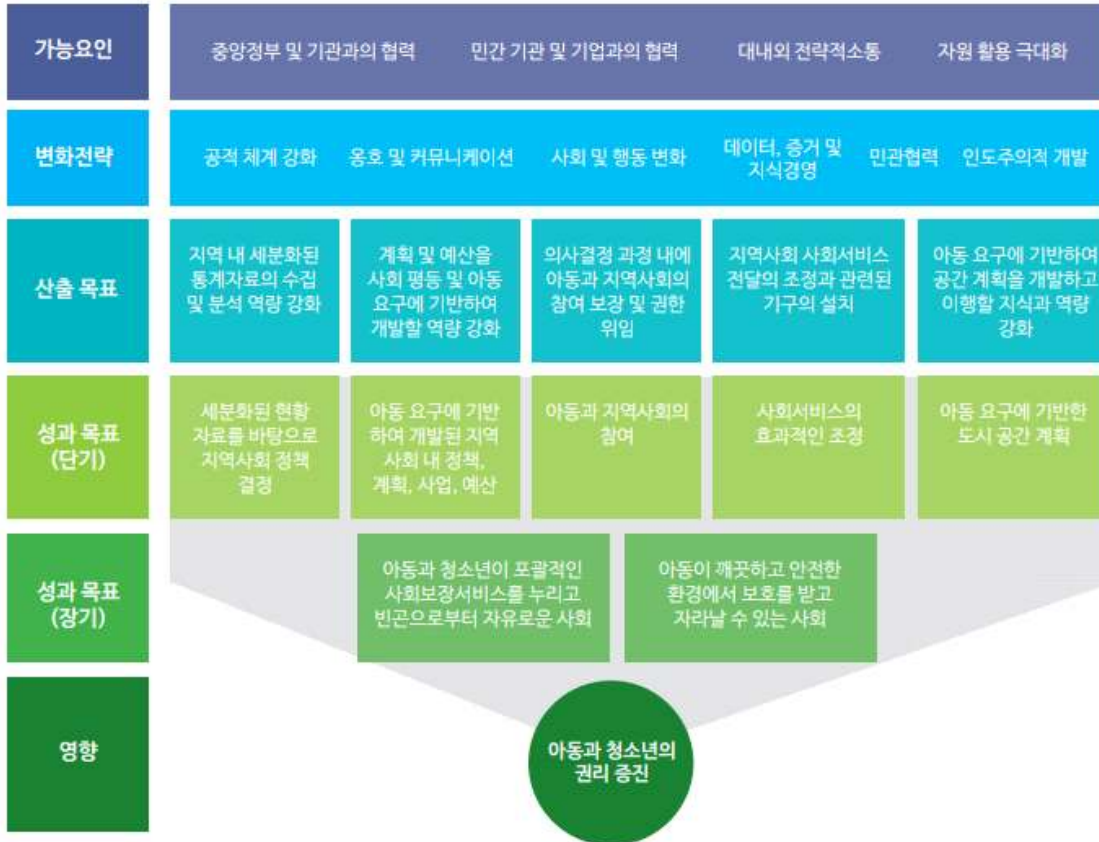 가능요인
중앙정부 및 기관과의 협력
민간 기관 및 기업과의 협력
대내외 전략적소통
자원 활용 극대화
변화전략
공적 체계 강화
옹호 및 커뮤니케이션
사회 및 행동 변화
데이터, 증거 및
지식경영
민관협력
인도주의적 개발
산출 목표
지역 내 세분화된
통계자료의 수집
및 분석 역량 강화
계획 및 예산을
사회 평등 및 아동
요구에 기반하여
개발할 역량 강화
의사결정 과정 내에
아동과 지역사회의
참여 보장 및 권한
위임
지역사회 사회서비스
전달의 조정과 관련된
기구의 설치
아동 요구에 기반하여
공간 계획을 개발하고
이행할 지식과 역량
강화
성과 목표
(단기)
세분화된 현황
자료를 바탕으로
지역사회 정책
결정
아동 요구에 기반
하여 개발된 지역
사회 내 정책,
계획, 사업, 예산
아동과 지역사회의
참여
사회서비스의
효과적인 조정
아동 요구에 기반한
도시 공간 계획
성과 목표
(장기)
아동과 청소년이 포괄적인
사회보장서비스를 누리고
빈곤으로부터 자유로운 사회
아동이 깨끗하고 안전한
환경에서 보호를 받고
자라날 수 있는 사회
영향
아동과 청소년의
권리 증진